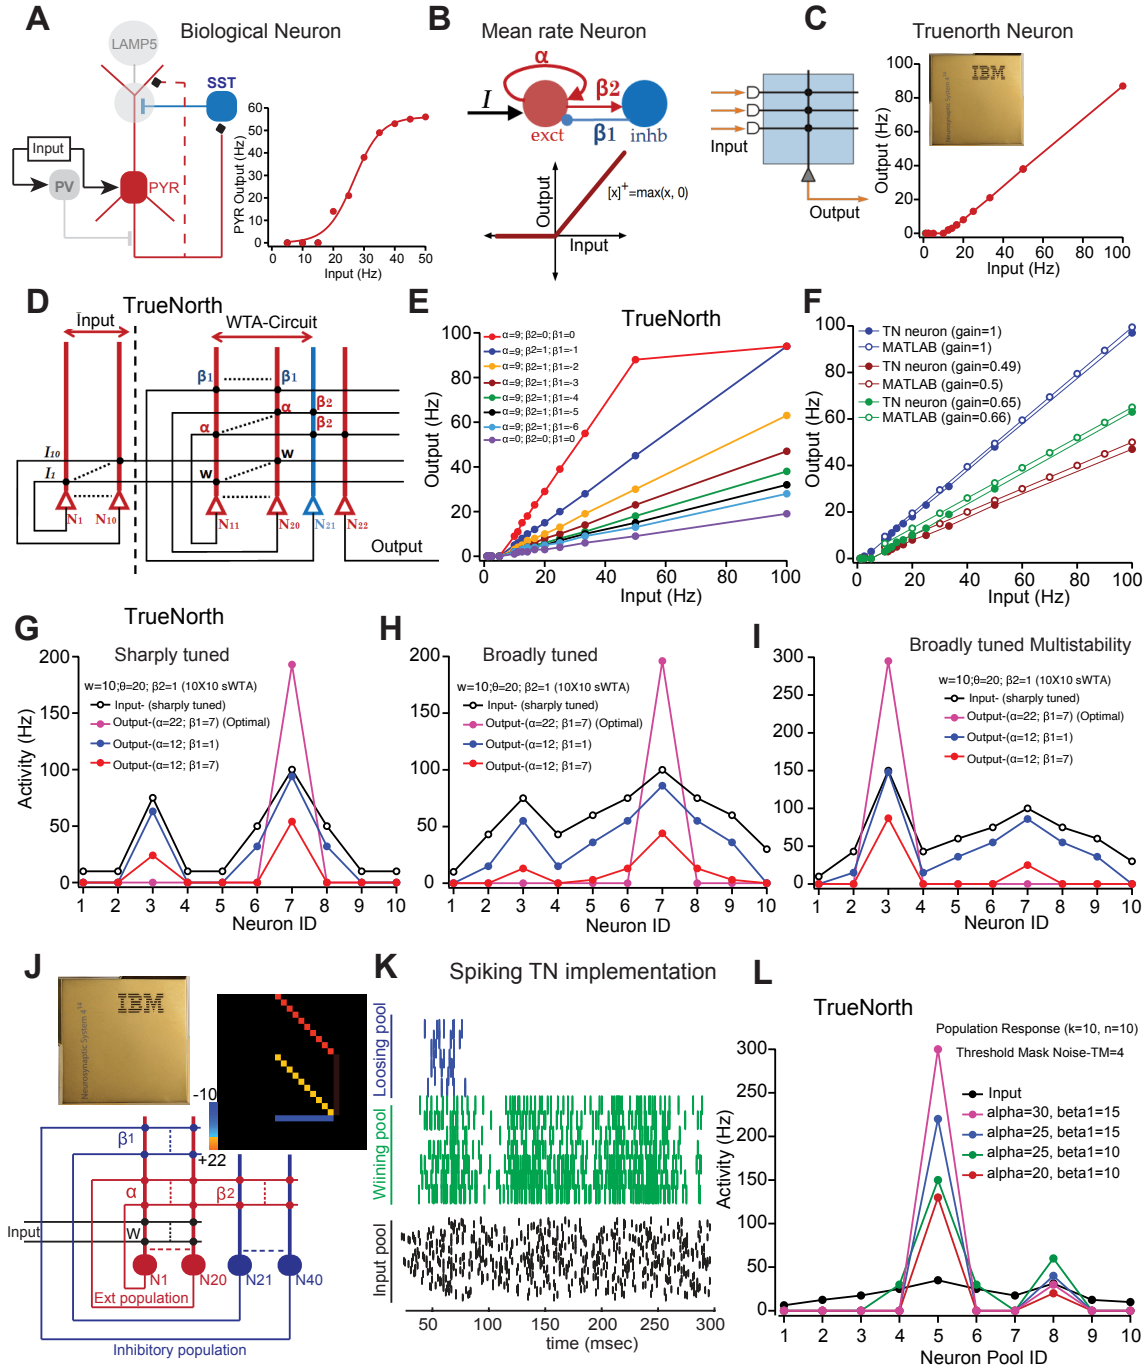 A
Biological Neuron
LAMP5
SST
Input
PV
PYR
PYR Output (Hz)
60
50
40
30
20
10
0
0 10 20 30 40 50
Input (Hz)
B
Mean rate Neuron
α
I
β2
β1
exct
inhb
Output
[x]⁺=max(x, 0)
Input
C
Truenorth Neuron
IBM
Input
Output
Output (Hz)
100
80
60
40
20
0
0 20 40 60 80 100
Input (Hz)
D
TrueNorth
Input
WTA-Circuit
β1
β1
α
β2
α
β2
I10
w
I1
w
N1
N10
N11
N20
N21
N22
Output
E
TrueNorth
α=9; β2=0; β1=0
α=9; β2=1; β1=-1
α=9; β2=1; β1=-2
α=9; β2=1; β1=-3
α=9; β2=1; β1=-4
α=9; β2=1; β1=-5
α=9; β2=1; β1=-6
α=0; β2=0; β1=0
Output (Hz)
100
80
60
40
20
0
0 20 40 60 80 100
Input (Hz)
F
TN neuron (gain=1)
MATLAB (gain=1)
TN neuron (gain=0.49)
MATLAB (gain=0.5)
TN neuron (gain=0.65)
MATLAB (gain=0.66)
Output (Hz)
100
80
60
40
20
0
0 20 40 60 80 100
Input (Hz)
G
TrueNorth
Sharply tuned
w=10;θ=20; β2=1 (10X10 sWTA)
Input- (sharply tuned)
Output-(α=22; β1=7) (Optimal)
Output-(α=12; β1=1)
Output-(α=12; β1=7)
Activity (Hz)
200
150
100
50
0
1 2 3 4 5 6 7 8 9 10
Neuron ID
H
Broadly tuned
w=10;θ=20; β2=1 (10X10 sWTA)
Input- (sharply tuned)
Output-(α=22; β1=7) (Optimal)
Output-(α=12; β1=1)
Output-(α=12; β1=7)
200
150
100
50
0
1 2 3 4 5 6 7 8 9 10
Neuron ID
I
Broadly tuned Multistability
w=10;θ=20; β2=1 (10X10 sWTA)
Input- (sharply tuned)
Output-(α=22; β1=7) (Optimal)
Output-(α=12; β1=1)
Output-(α=12; β1=7)
300
250
200
150
100
50
0
1 2 3 4 5 6 7 8 9 10
Neuron ID
J
IBM
-10
+22
β1
α
β2
Input
w
N1
N20
N21
N40
Ext population
Inhibitory population
K
Spiking TN implementation
Loosing pool
Wiining pool
Input pool
50 100 150 200 250 300
time (msec)
L
TrueNorth
Population Response (k=10, n=10)
Threshold Mask Noise-TM=4
Input
alpha=30, beta1=15
alpha=25, beta1=15
alpha=25, beta1=10
alpha=20, beta1=10
Activity (Hz)
300
250
200
150
100
50
0
1 2 3 4 5 6 7 8 9 10
Neuron Pool ID